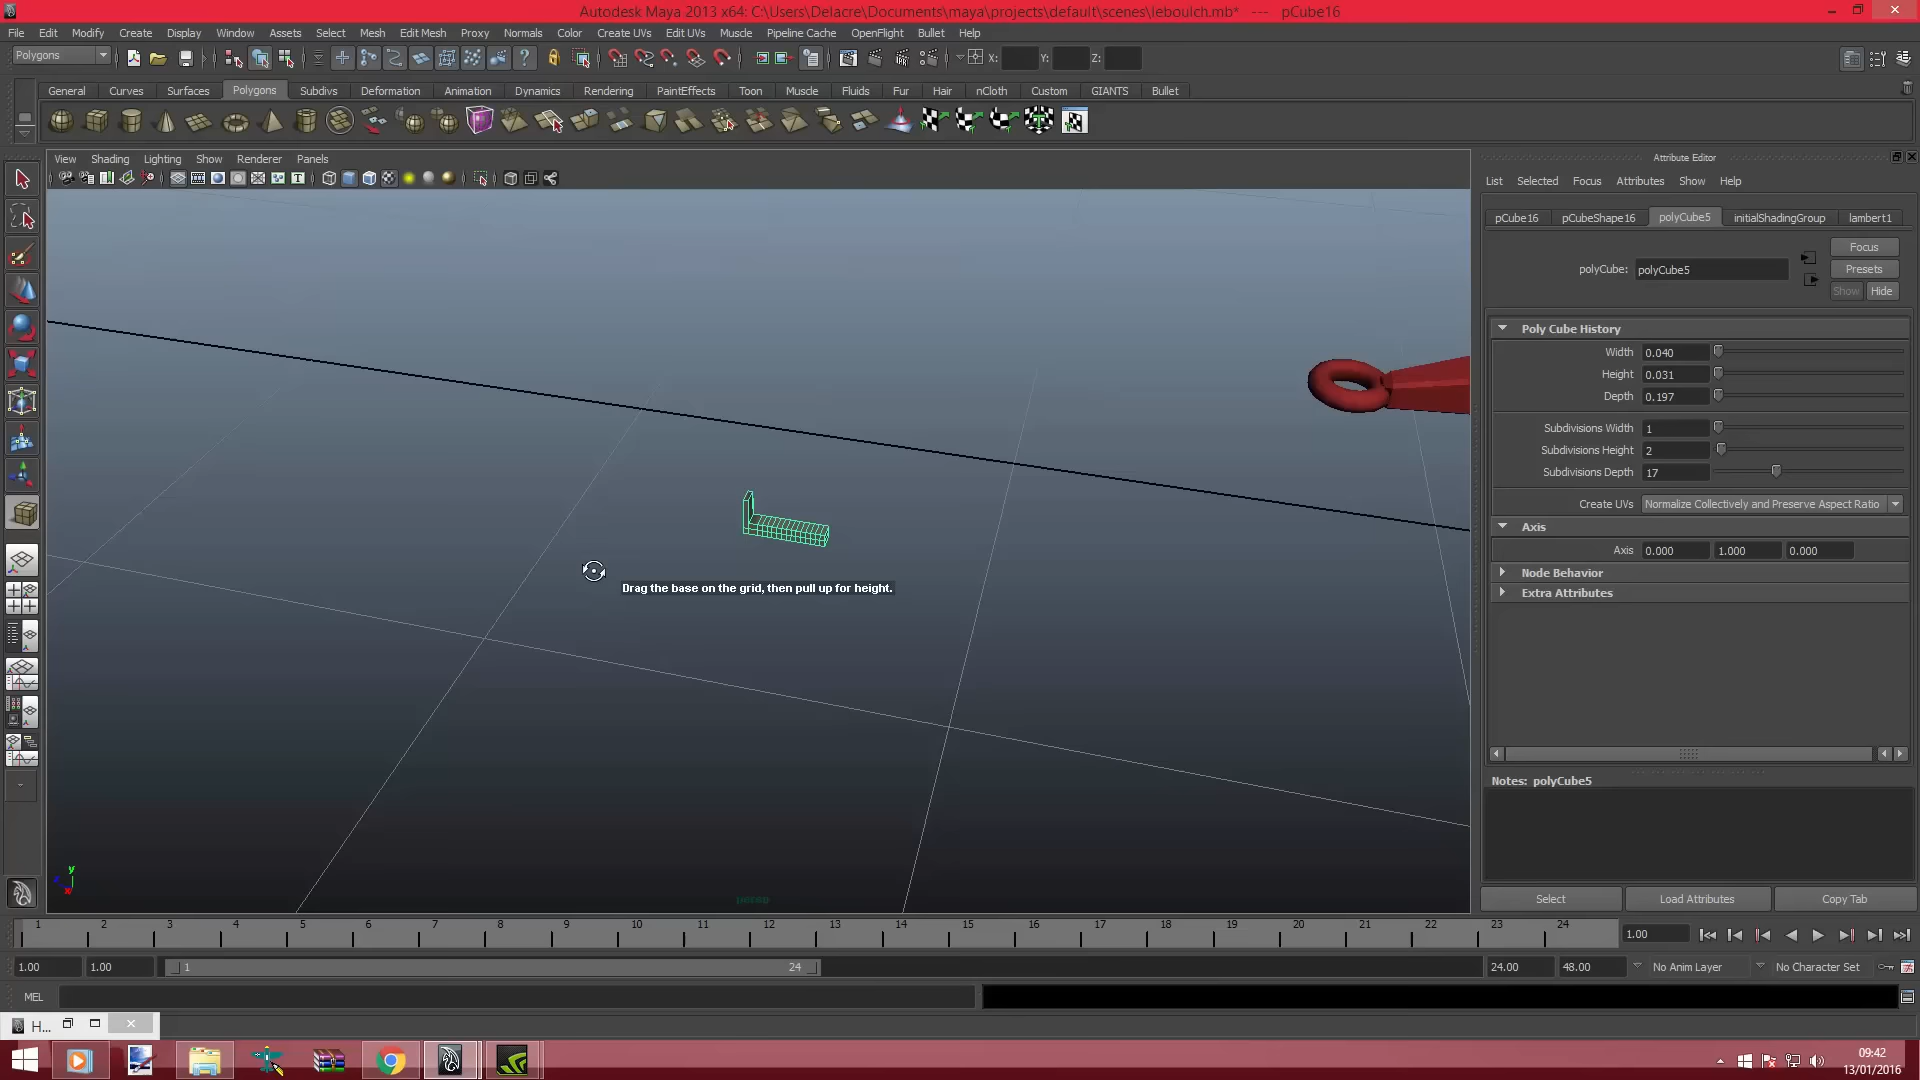 Autodesk Maya 2013 x64: C:\Users\Delacre\Documents\maya\projects\default\scenes\leboulch.mb*   ---   pCube16
File Edit Modify Create Display Window Assets Select Mesh Edit Mesh Proxy Normals Color Create UVs Edit UVs Muscle Pipeline Cache OpenFlight Bullet Help
Polygons X: Y: Z:
General Curves Surfaces Polygons Subdivs Deformation Animation Dynamics Rendering PaintEffects Toon Muscle Fluids Fur Hair nCloth Custom GIANTS Bullet
View Shading Lighting Show Renderer Panels
Attribute Editor
List Selected Focus Attributes Show Help
pCube16 pCubeShape16 polyCube5 initialShadingGroup lambert1
Focus
polyCube: polyCube5 Presets
Show Hide
Poly Cube History
Width 0.040
Height 0.031
Depth 0.197
Subdivisions Width 1
Subdivisions Height 2
Subdivisions Depth 17
Create UVs Normalize Collectively and Preserve Aspect Ratio
Axis
Axis 0.000 1.000 0.000
Node Behavior
Extra Attributes
Drag the base on the grid, then pull up for height.
Notes: polyCube5
y
x
persp
Select Load Attributes Copy Tab
1 2 3 4 5 6 7 8 9 10 11 12 13 14 15 16 17 18 19 20 21 22 23 24 1.00
1.00 1.00 1 24 24.00 48.00 No Anim Layer No Character Set
MEL
H...
09:42
13/01/2016